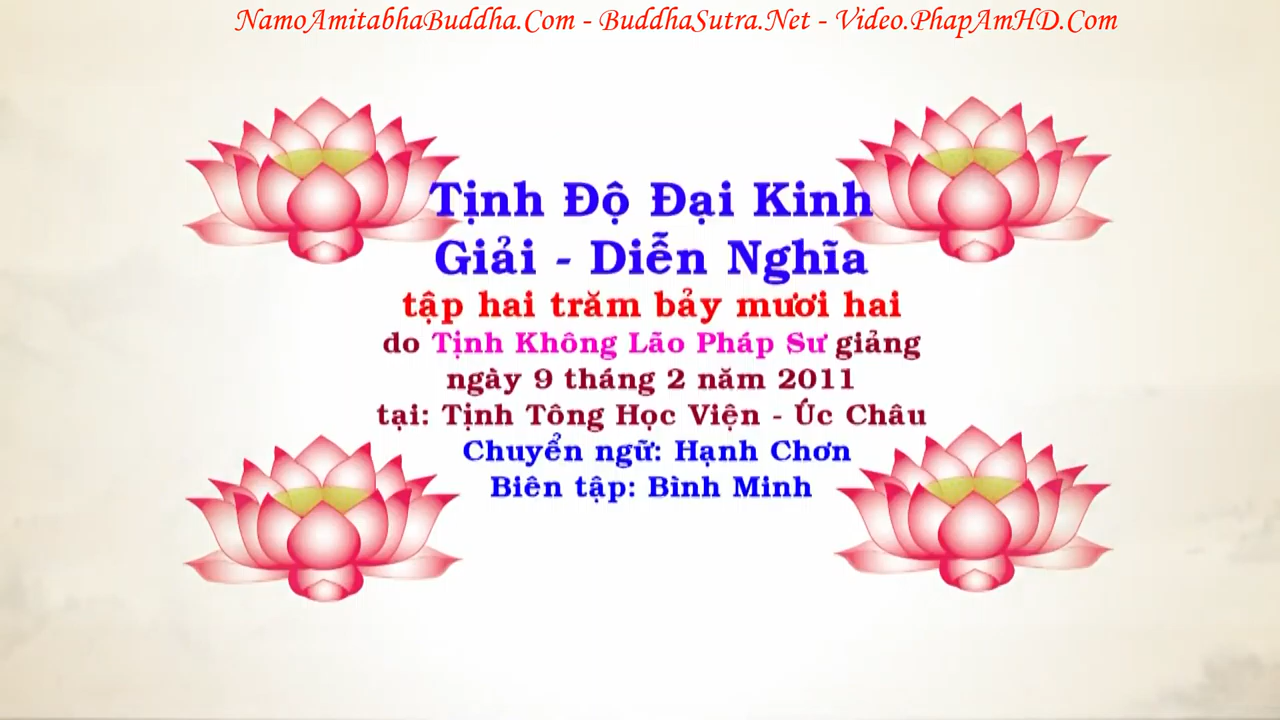 NamoAmitabhaBuddha.Com - BuddhaSutra.Net - Video.PhapAmHD.Com
Tịnh Độ Đại Kinh
Giải - Diễn Nghĩa
tập hai trăm bảy mươi hai
do Tịnh Không Lão Pháp Sư giảng
ngày 9 tháng 2 năm 2011
tại: Tịnh Tông Học Viện - Úc Châu
Chuyển ngữ: Hạnh Chơn
Biên tập: Bình Minh